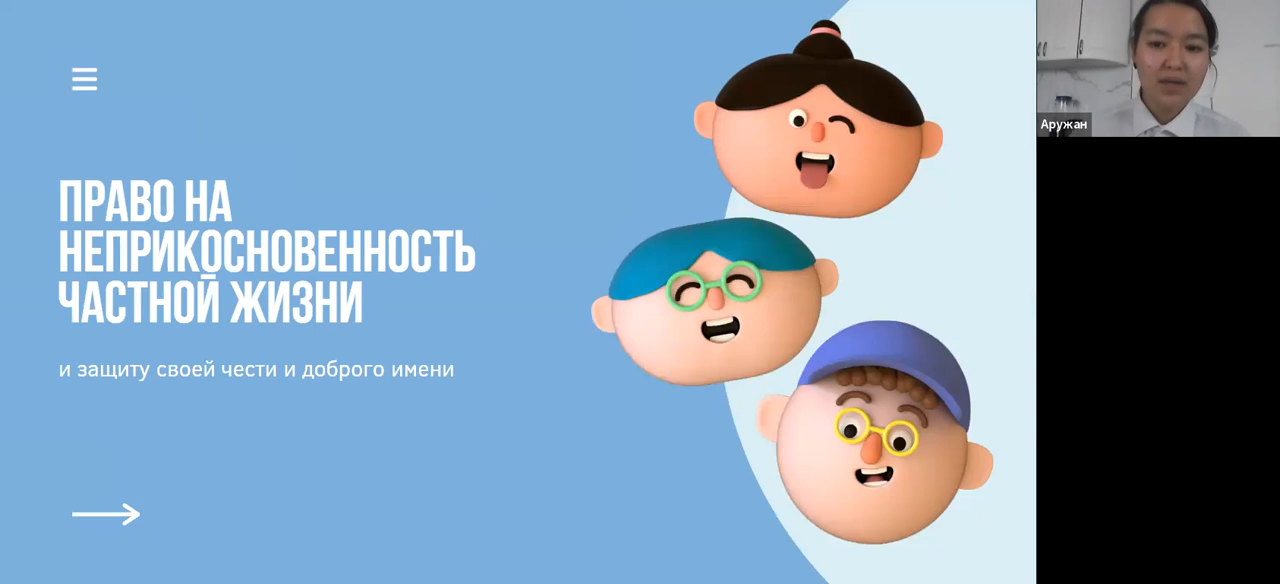 ПРАВО НА
НЕПРИКОСНОВЕННОСТЬ
ЧАСТНОЙ ЖИЗНИ
и защиту своей чести и доброго имени
Аружан